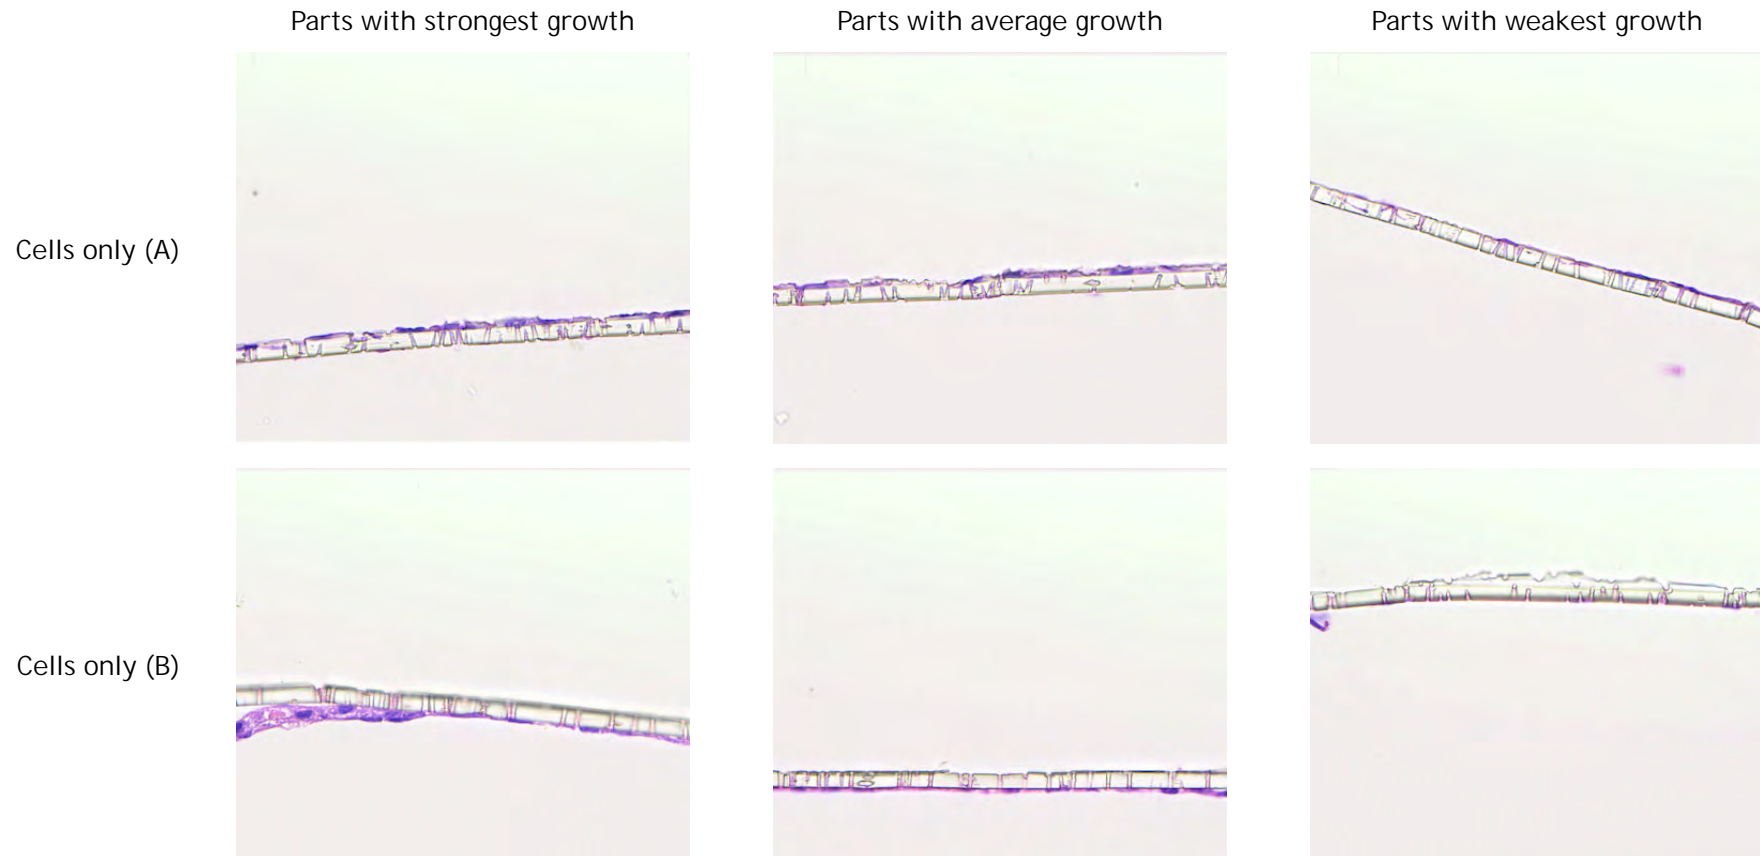 Parts with strongest growth
Parts with average growth
Parts with weakest growth
Cells only (A)
Cells only (B)